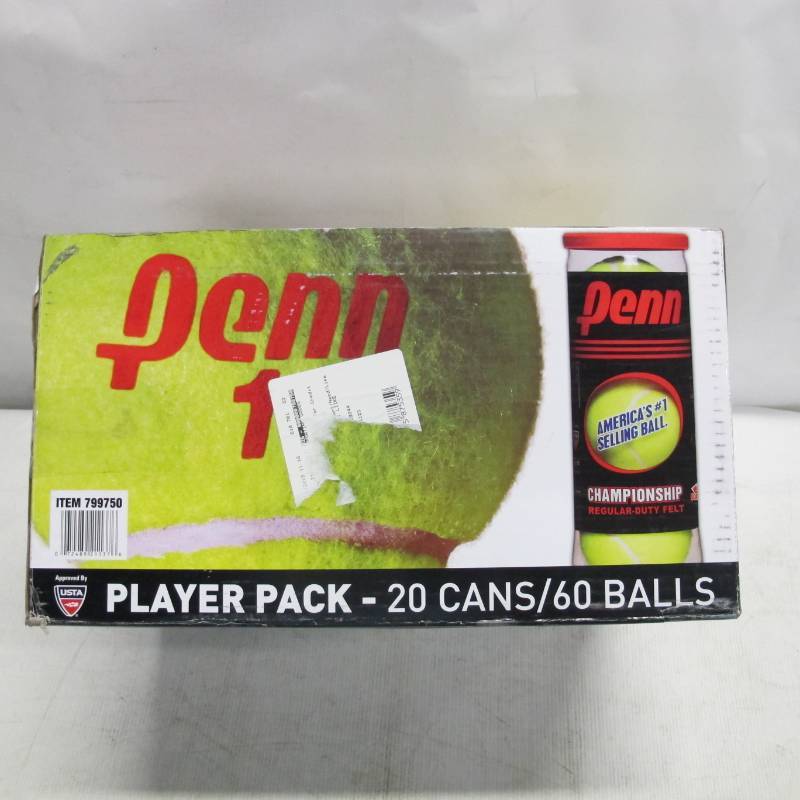 Penn
1
ITEM 799750
Penn
AMERICA'S #1
SELLING BALL.
CHAMPIONSHIP
REGULAR-DUTY FELT
Approved By
USTA
PLAYER PACK - 20 CANS/60 BALLS